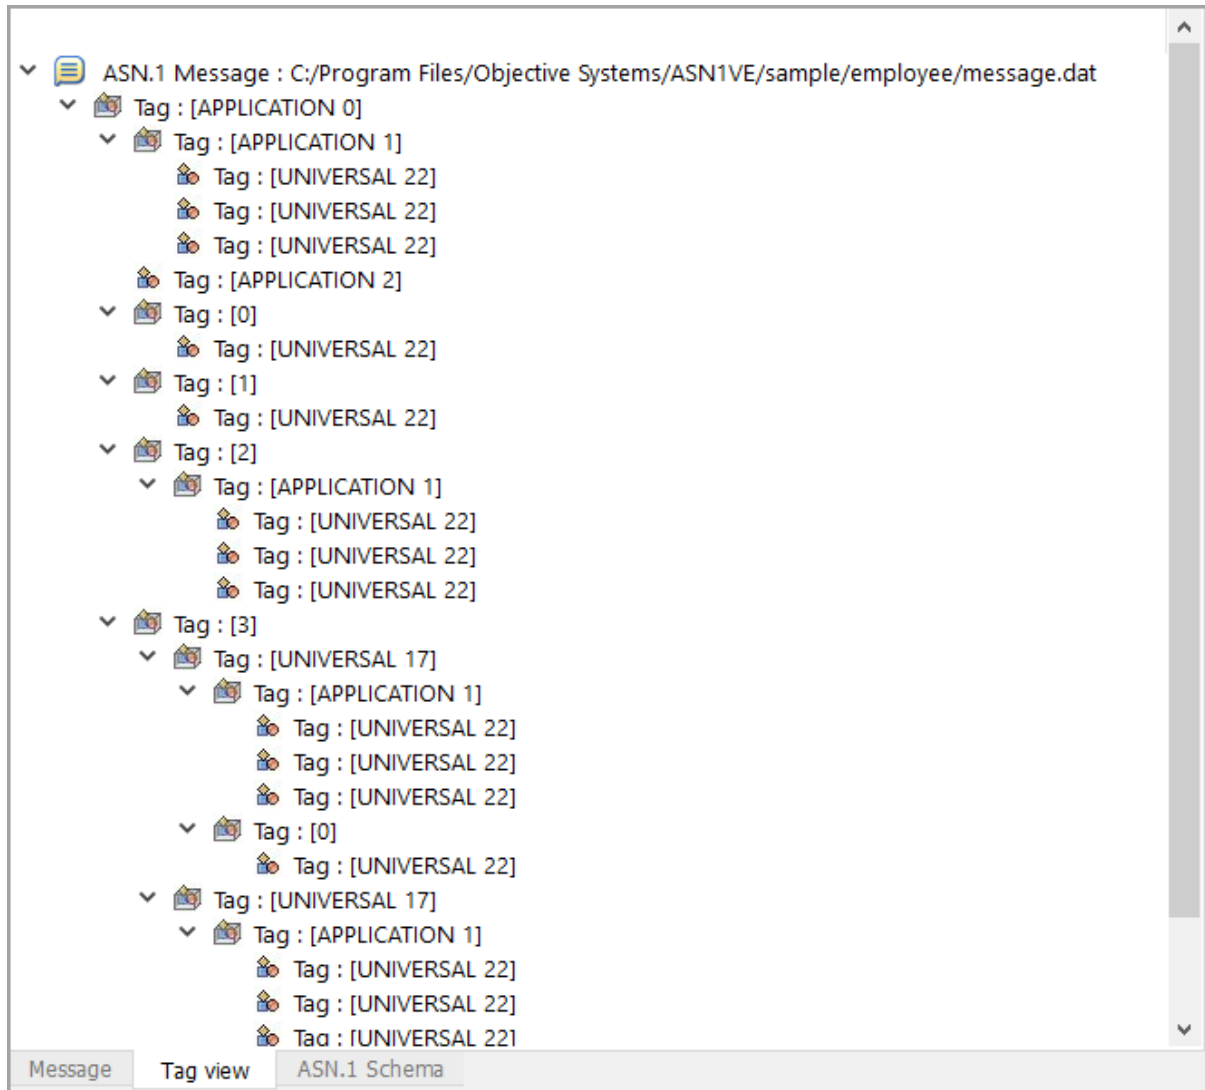 ASN.1 Message : C:/Program Files/Objective Systems/ASN1VE/sample/employee/message.dat
Tag : [APPLICATION 0]
Tag : [APPLICATION 1]
Tag : [UNIVERSAL 22]
Tag : [UNIVERSAL 22]
Tag : [UNIVERSAL 22]
Tag : [APPLICATION 2]
Tag : [0]
Tag : [UNIVERSAL 22]
Tag : [1]
Tag : [UNIVERSAL 22]
Tag : [2]
Tag : [APPLICATION 1]
Tag : [UNIVERSAL 22]
Tag : [UNIVERSAL 22]
Tag : [UNIVERSAL 22]
Tag : [3]
Tag : [UNIVERSAL 17]
Tag : [APPLICATION 1]
Tag : [UNIVERSAL 22]
Tag : [UNIVERSAL 22]
Tag : [UNIVERSAL 22]
Tag : [0]
Tag : [UNIVERSAL 22]
Tag : [UNIVERSAL 17]
Tag : [APPLICATION 1]
Tag : [UNIVERSAL 22]
Tag : [UNIVERSAL 22]
Tag : [UNIVERSAL 22]
Message Tag view ASN.1 Schema